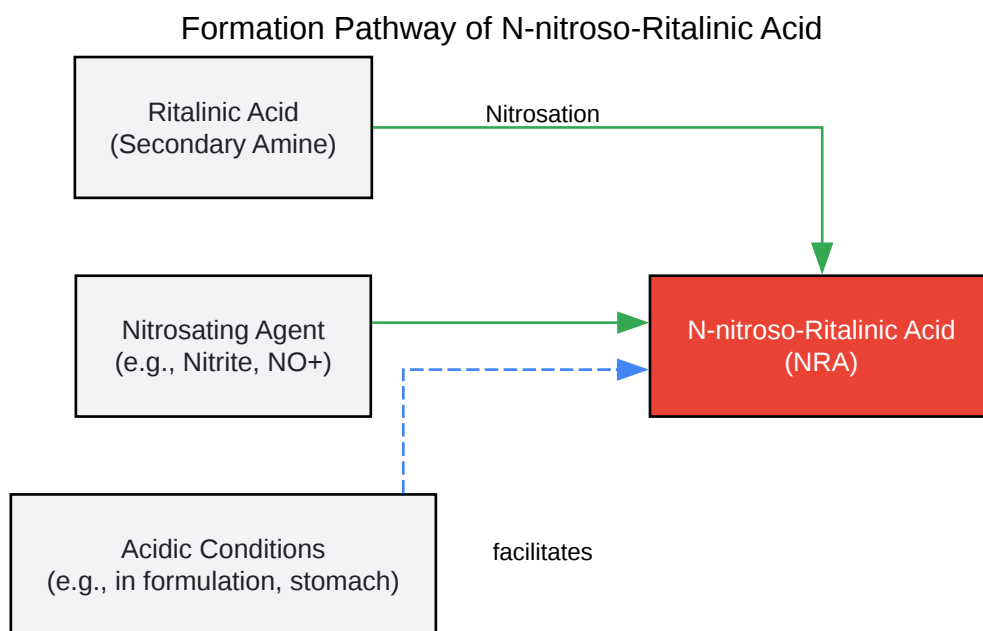 Formation Pathway of N-nitroso-Ritalinic Acid
Ritalinic Acid
(Secondary Amine)
Nitrosation
Nitrosating Agent
(e.g., Nitrite, NO+)
N-nitroso-Ritalinic Acid
(NRA)
Acidic Conditions
(e.g., in formulation, stomach)
facilitates